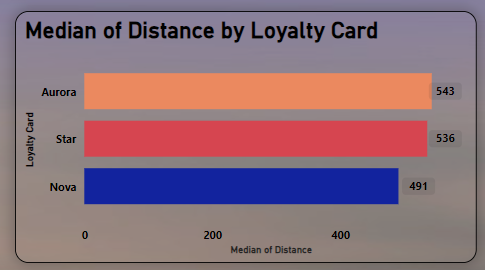 Median of Distance by Loyalty Card
Loyalty Card
Aurora 543
Star 536
Nova 491
0 200 400
Median of Distance